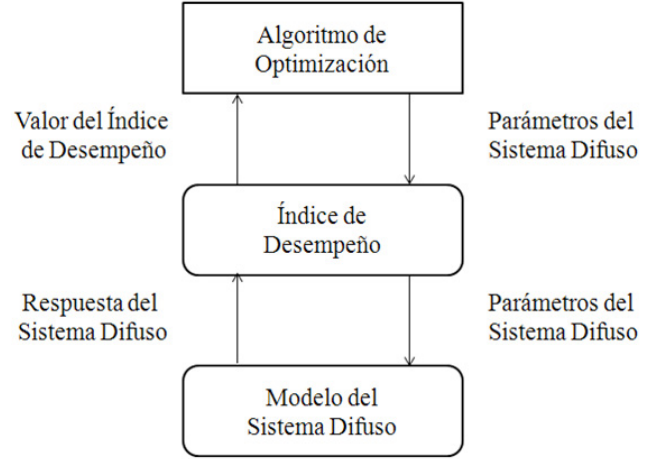 Algoritmo de
Optimización
Valor del Índice
de Desempeño
Parámetros del
Sistema Difuso
Índice de
Desempeño
Respuesta del
Sistema Difuso
Parámetros del
Sistema Difuso
Modelo del
Sistema Difuso